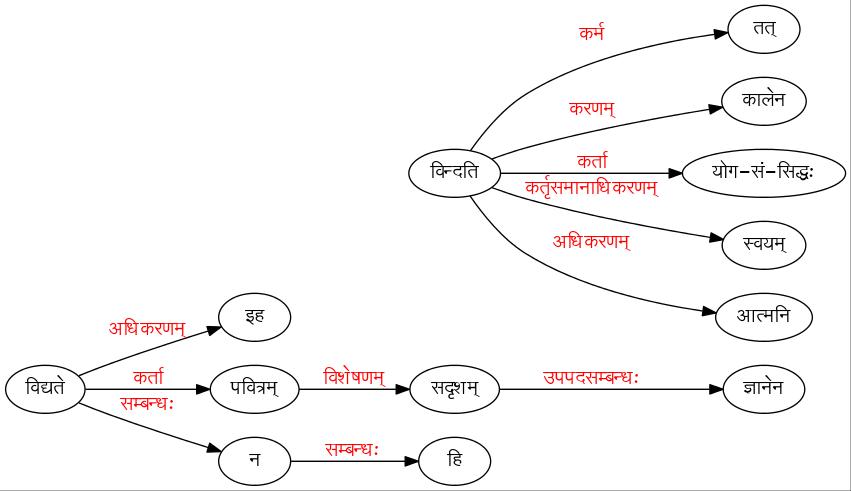 कर्म
तत्
करणम्
कालेन
विन्दति
कर्ता
योग-सं-सिद्धः
कर्तृसमानाधिकरणम्
स्वयम्
अधिकरणम्
आत्मनि
अधिकरणम्
इह
विद्यते
कर्ता
पवित्रम्
विशेषणम्
सदृशम्
उपपदसम्बन्धः
ज्ञानेन
सम्बन्धः
न
सम्बन्धः
हि